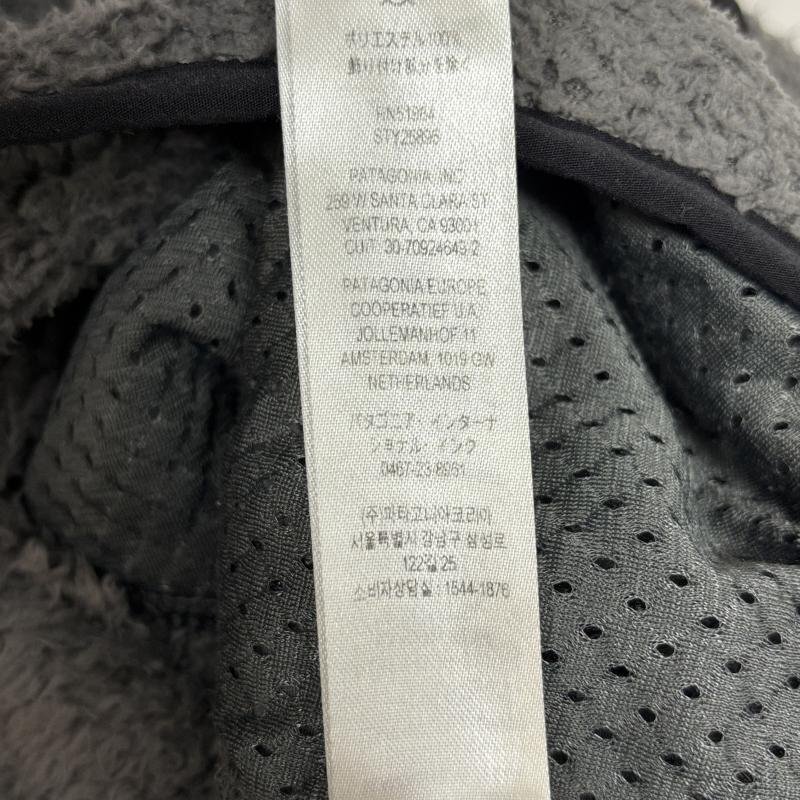 ポリエステル100%
飾り付け部分を除く
RN51964
STY25895
PATAGONIA, INC.
259 W SANTA CLARA ST.
VENTURA, CA 93001
CUIT: 30-70924643-2
PATAGONIA EUROPE
COOPERATIEF U.A.
JOLLEMANHOF 11
AMSTERDAM, 1019 GW
NETHERLANDS
パタゴニア・インターナ
ショナル・インク
0467-23-8961
(주)파타고니아코리아
서울특별시 강남구 삼성로
122길 25
소비자상담실 : 1544-1876